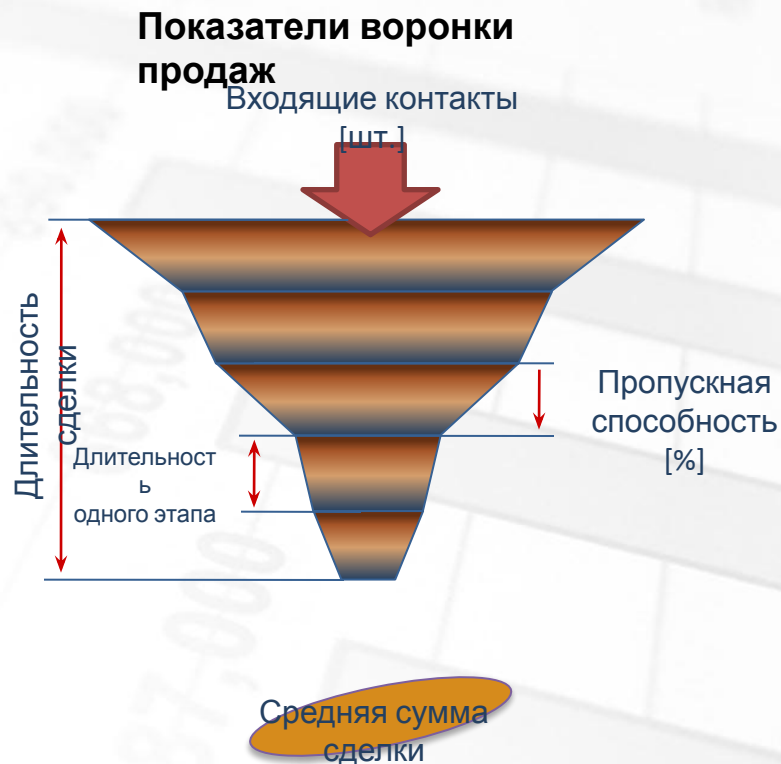 Показатели воронки
продаж
Входящие контакты
[шт.]
Длительность
сделки
Длительност
ь
одного этапа
Пропускная
способность
[%]
Средняя сумма
сделки